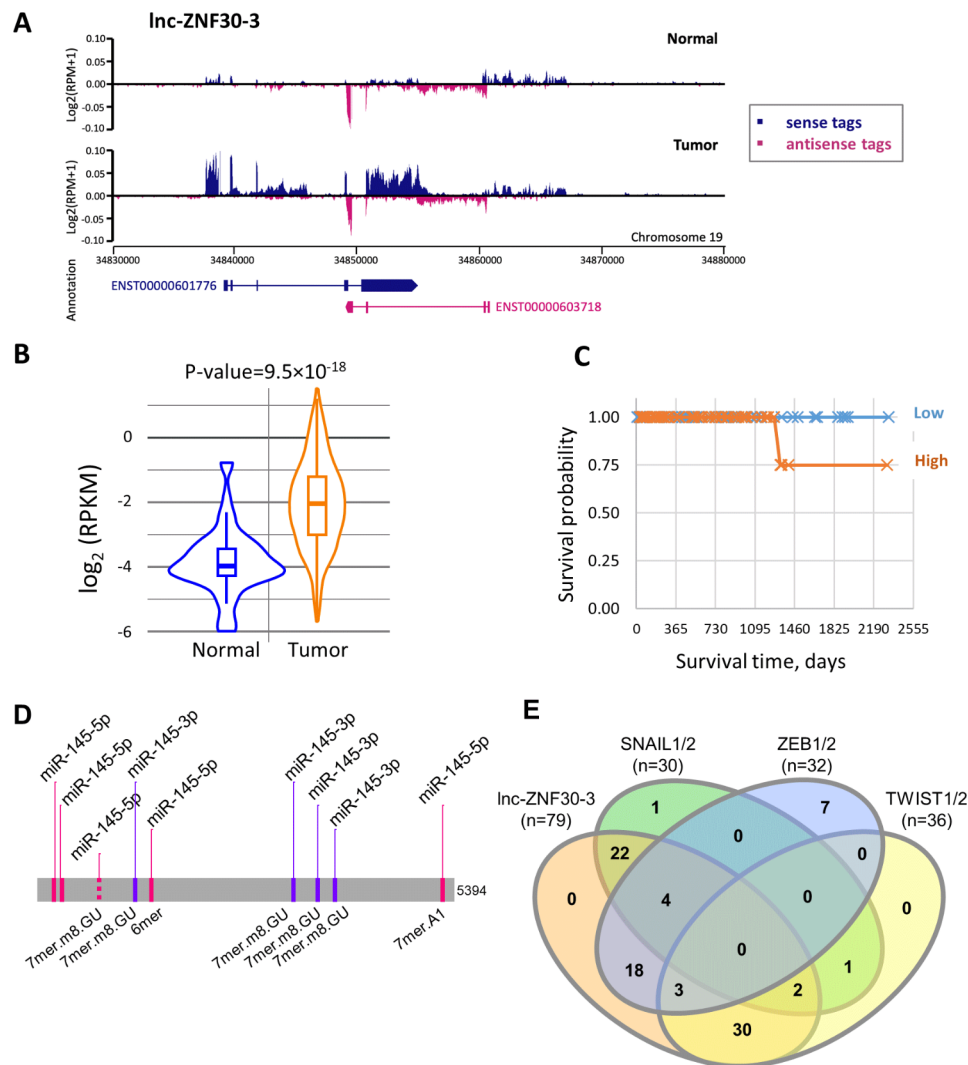 A
lnc-ZNF30-3
Normal
Log2(RPM+1)
0.10
0.05
0.00
-0.05
-0.10
sense tags
antisense tags
Tumor
Log2(RPM+1)
0.10
0.05
0.00
-0.05
-0.10
Chromosome 19
34830000 34840000 34850000 34860000 34870000 34880000
Annotation
ENST00000601776
ENST00000603718
B
P-value=9.5×10-18
log2 (RPKM)
0
-2
-4
-6
Normal Tumor
C
Survival probability
1.00
0.75
0.50
0.25
0.00
Low
High
0 365 730 1095 1460 1825 2190 2555
Survival time, days
D
miR-145-5p
miR-145-5p
miR-145-5p
miR-145-3p
miR-145-5p
miR-145-3p
miR-145-3p
miR-145-3p
miR-145-5p
5394
7mer.m8.GU
7mer.m8.GU
6mer
7mer.m8.GU
7mer.m8.GU
7mer.m8.GU
7mer.A1
E
SNAIL1/2
(n=30)
ZEB1/2
(n=32)
lnc-ZNF30-3
(n=79)
TWIST1/2
(n=36)
1
7
0
22
0
0
4
0
0
0
18
0
1
3
2
30